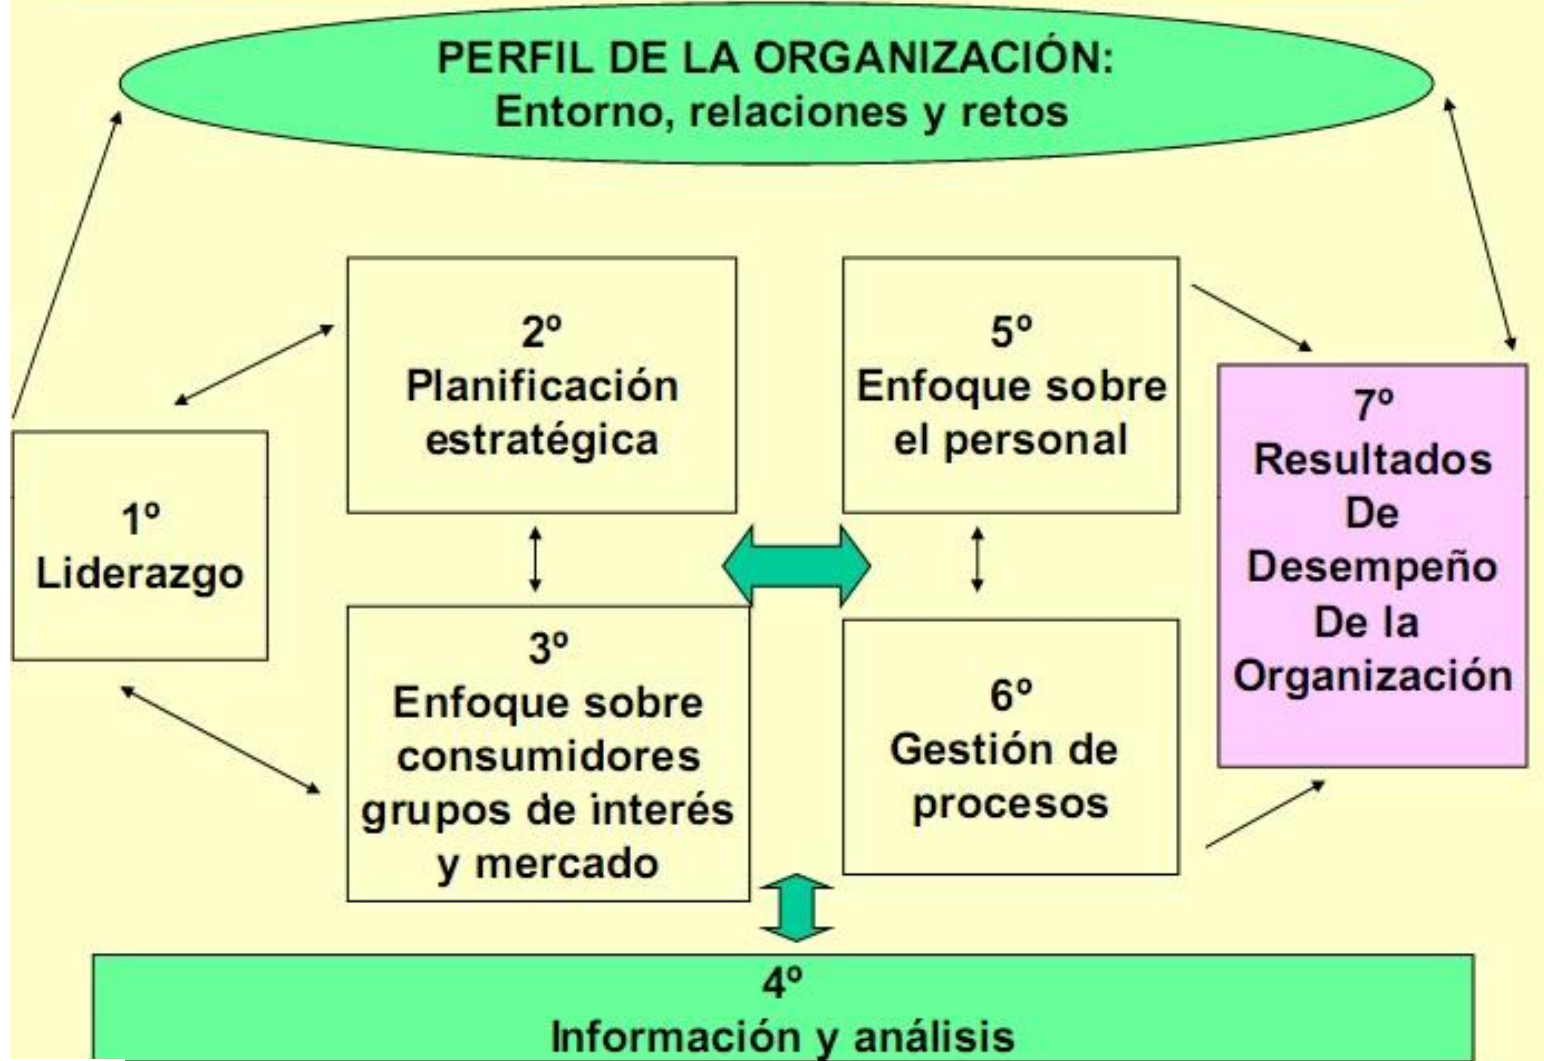 PERFIL DE LA ORGANIZACIÓN:
Entorno, relaciones y retos
1º
Liderazgo
2º
Planificación
estratégica
3º
Enfoque sobre
consumidores
grupos de interés
y mercado
4º
Información y análisis
5º
Enfoque sobre
el personal
6º
Gestión de
procesos
7º
Resultados
De
Desempeño
De la
Organización